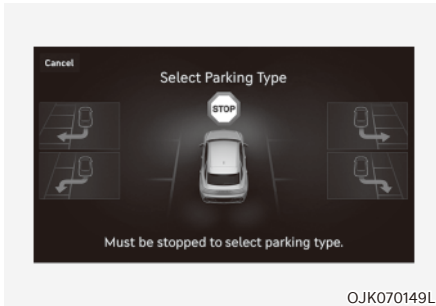 Cancel
Select Parking Type
STOP
Must be stopped to select parking type.
OJK070149L